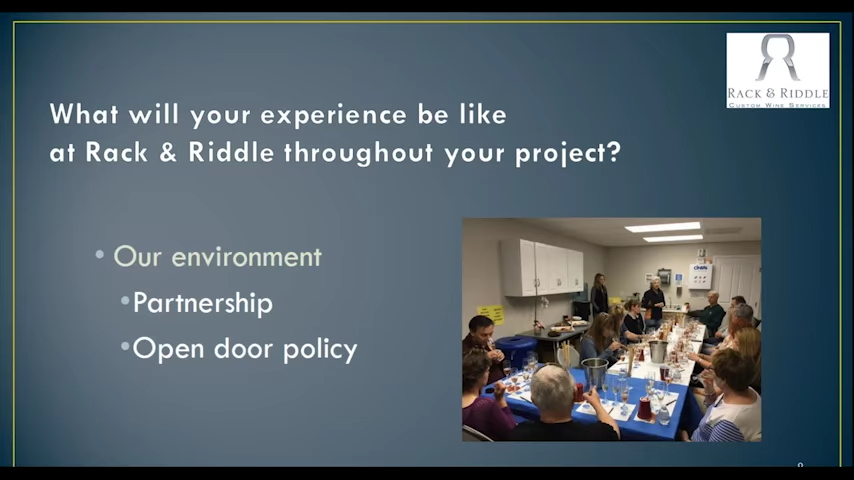 RACK & RIDDLE
CUSTOM WINE SERVICES
What will your experience be like
at Rack & Riddle throughout your project?
• Our environment
•Partnership
•Open door policy